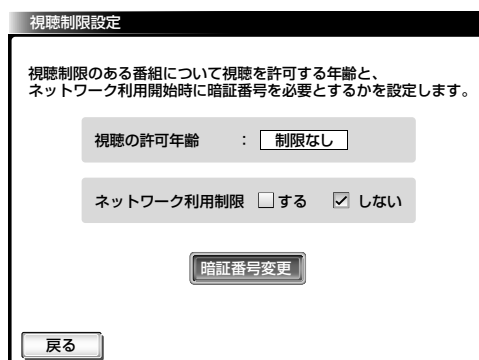 視聴制限設定
視聴制限のある番組について視聴を許可する年齢と、
ネットワーク利用開始時に暗証番号を必要とするかを設定します。
視聴の許可年齢 : 制限なし
ネットワーク利用制限 する しない
暗証番号変更
戻る